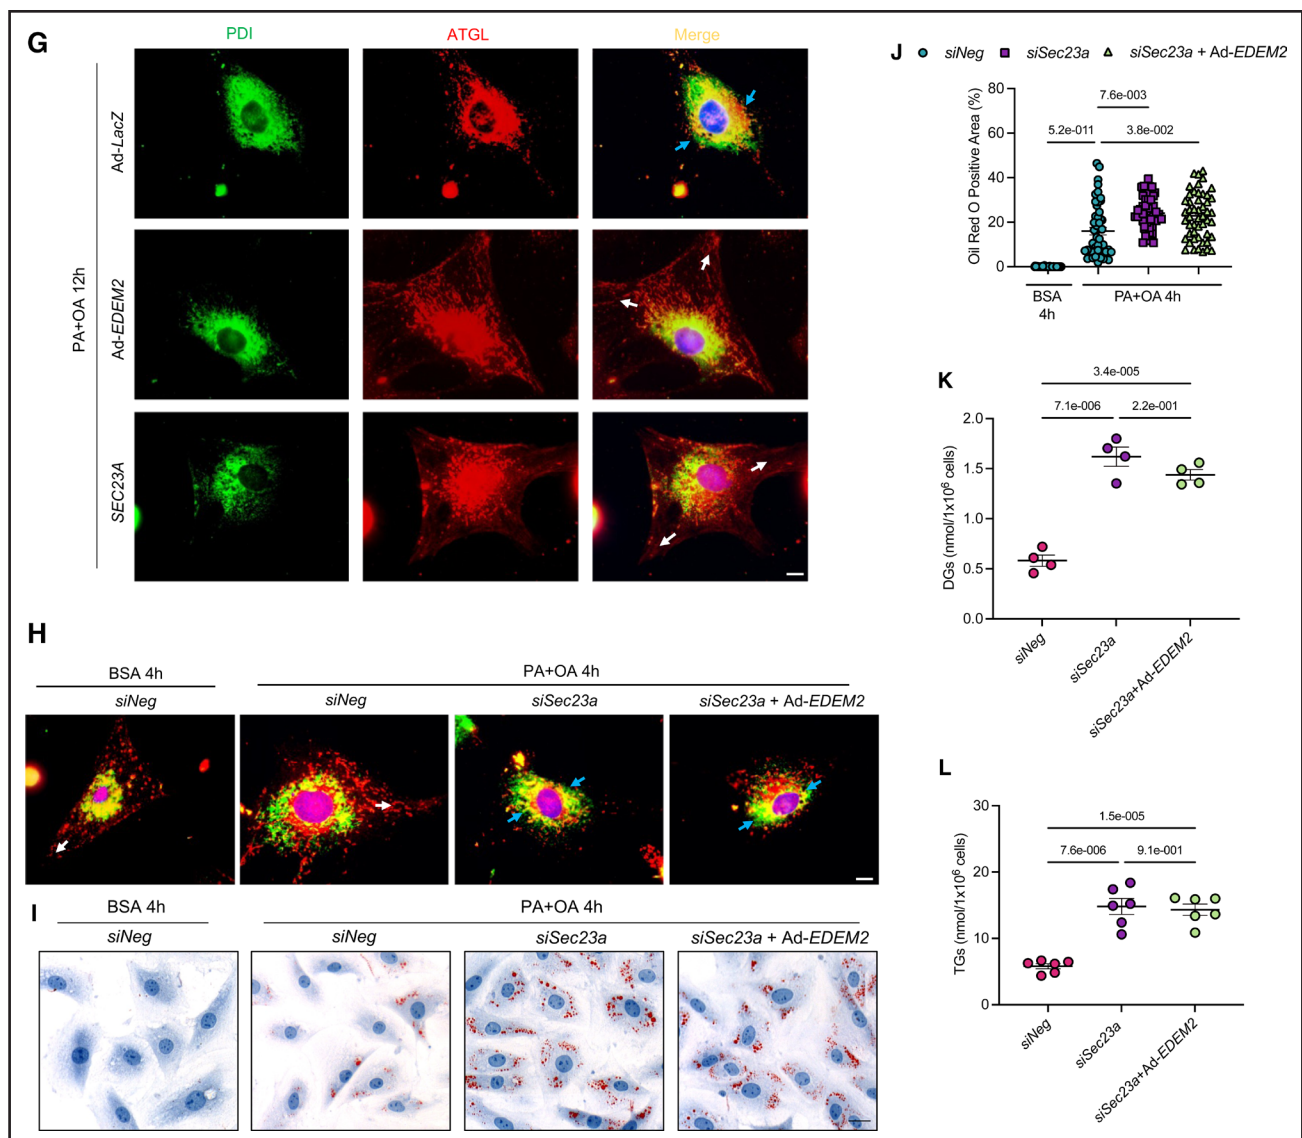 G
PDI
ATGL
Merge
PA+OA 12h
Ad-LacZ
Ad-EDEM2
SEC23A
H
BSA 4h
PA+OA 4h
siNeg
siNeg
siSec23a
siSec23a + Ad-EDEM2
I
BSA 4h
PA+OA 4h
siNeg
siNeg
siSec23a
siSec23a + Ad-EDEM2
J
siNeg
siSec23a
siSec23a + Ad-EDEM2
Oil Red O Positive Area (%)
80
60
40
20
0
7.6e-003
5.2e-011
3.8e-002
BSA
4h
PA+OA 4h
K
3.4e-005
7.1e-006
2.2e-001
DGs (nmol/1x10⁶ cells)
2.0
1.5
1.0
0.5
0.0
siNeg
siSec23a
siSec23a+Ad-EDEM2
L
1.5e-005
7.6e-006
9.1e-001
TGs (nmol/1x10⁶ cells)
30
20
10
0
siNeg
siSec23a
siSec23a+Ad-EDEM2